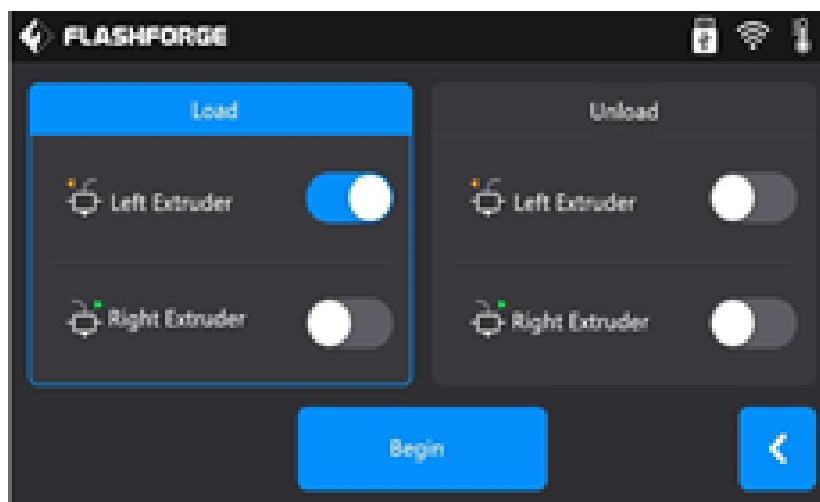 FLASHFORGE
Load
Left Extruder
Right Extruder
Unload
Left Extruder
Right Extruder
Begin